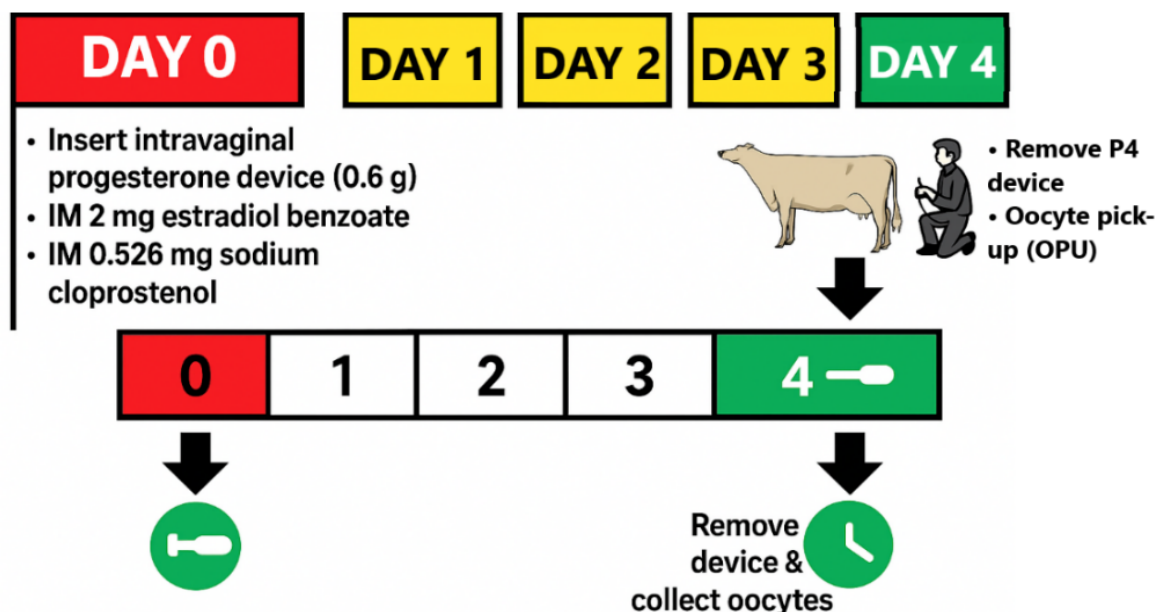 DAY 0
DAY 1
DAY 2
DAY 3
DAY 4
• Insert intravaginal
progesterone device (0.6 g)
• IM 2 mg estradiol benzoate
• IM 0.526 mg sodium
cloprostenol
• Remove P4
device
• Oocyte pick-
up (OPU)
0
1
2
3
4
Remove
device &
collect oocytes